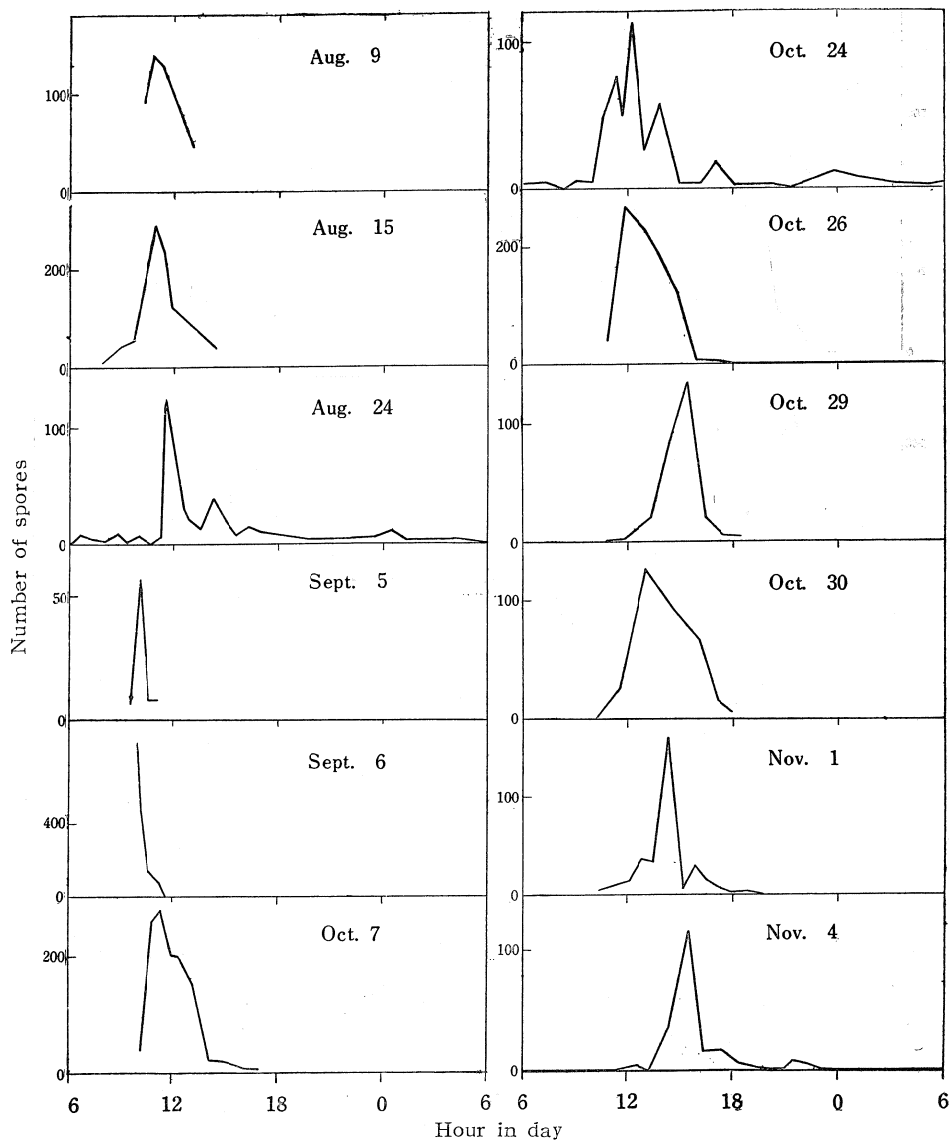 Number of spores
Aug. 9
100
0
Aug. 15
200
0
Aug. 24
100
0
Sept. 5
50
0
Sept. 6
400
0
Oct. 7
200
0
6 12 18 0 6
Oct. 24
100
0
Oct. 26
200
0
Oct. 29
100
0
Oct. 30
100
0
Nov. 1
100
0
Nov. 4
100
0
6 12 18 0 6
Hour in day